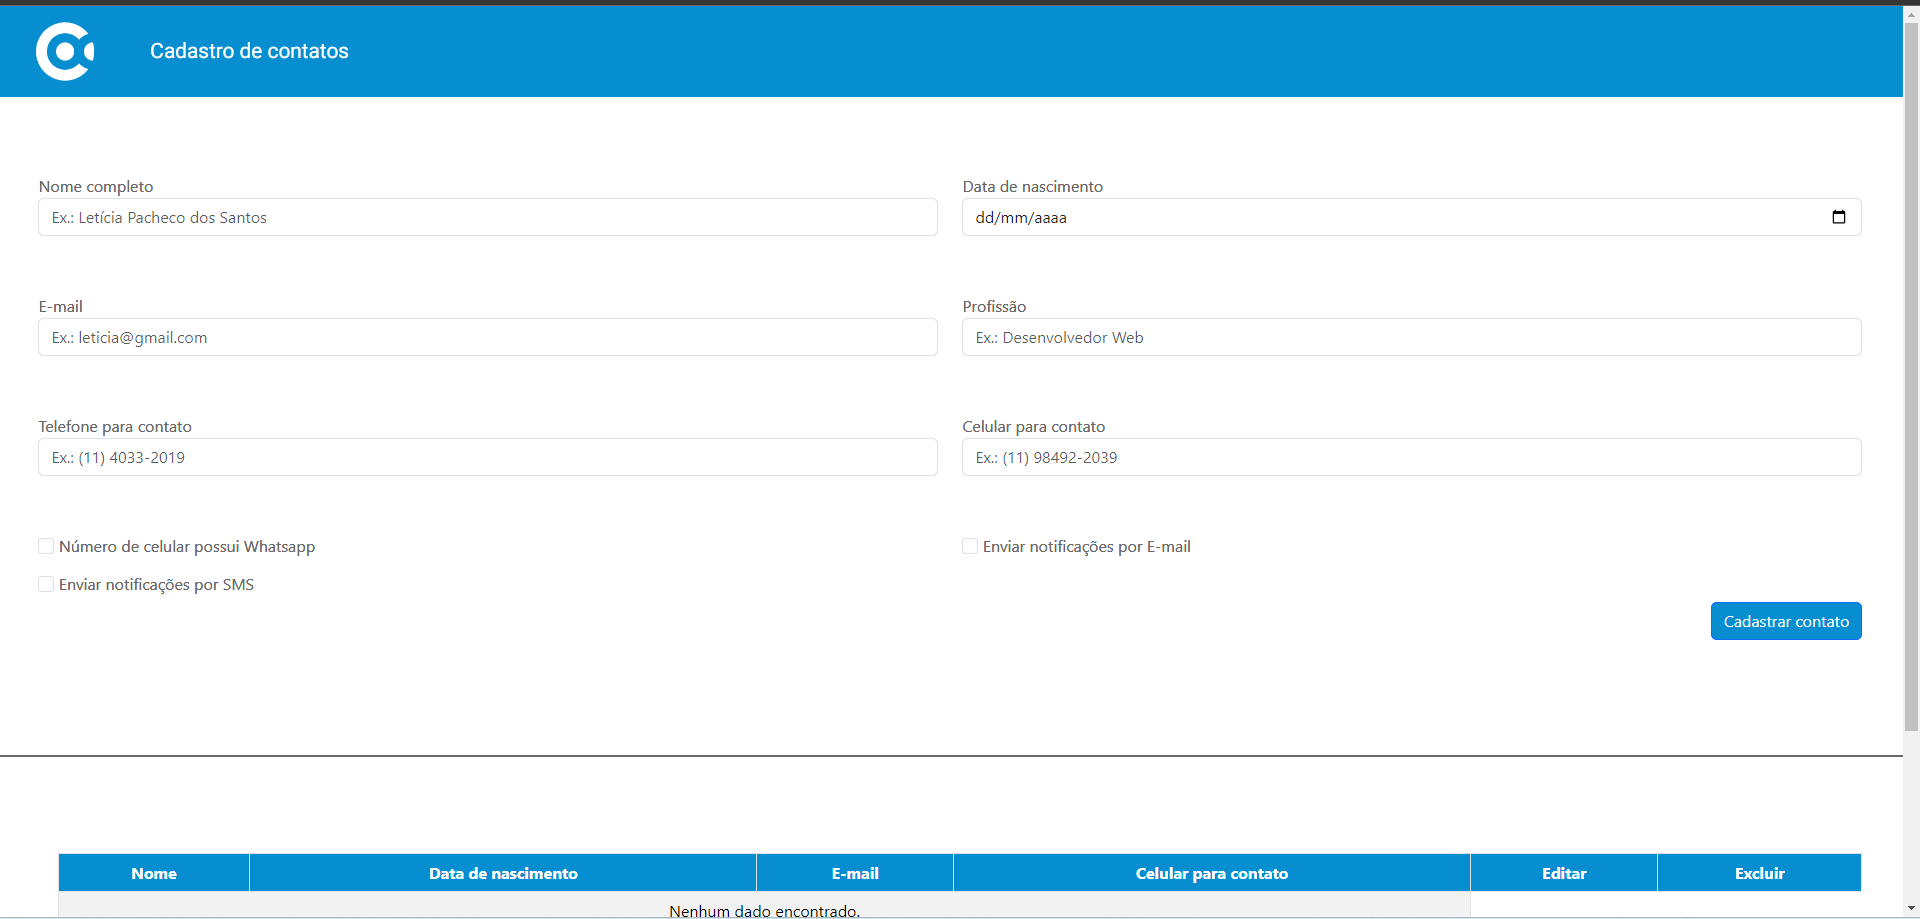 Cadastro de contatos
Nome completo
Data de nascimento
Ex.: Letícia Pacheco dos Santos
dd/mm/aaaa
E-mail
Profissão
Ex.: leticia@gmail.com
Ex.: Desenvolvedor Web
Telefone para contato
Celular para contato
Ex.: (11) 4033-2019
Ex.: (11) 98492-2039
Número de celular possui Whatsapp
Enviar notificações por E-mail
Enviar notificações por SMS
Cadastrar contato
Nome Data de nascimento E-mail Celular para contato Editar Excluir
Nenhum dado encontrado.